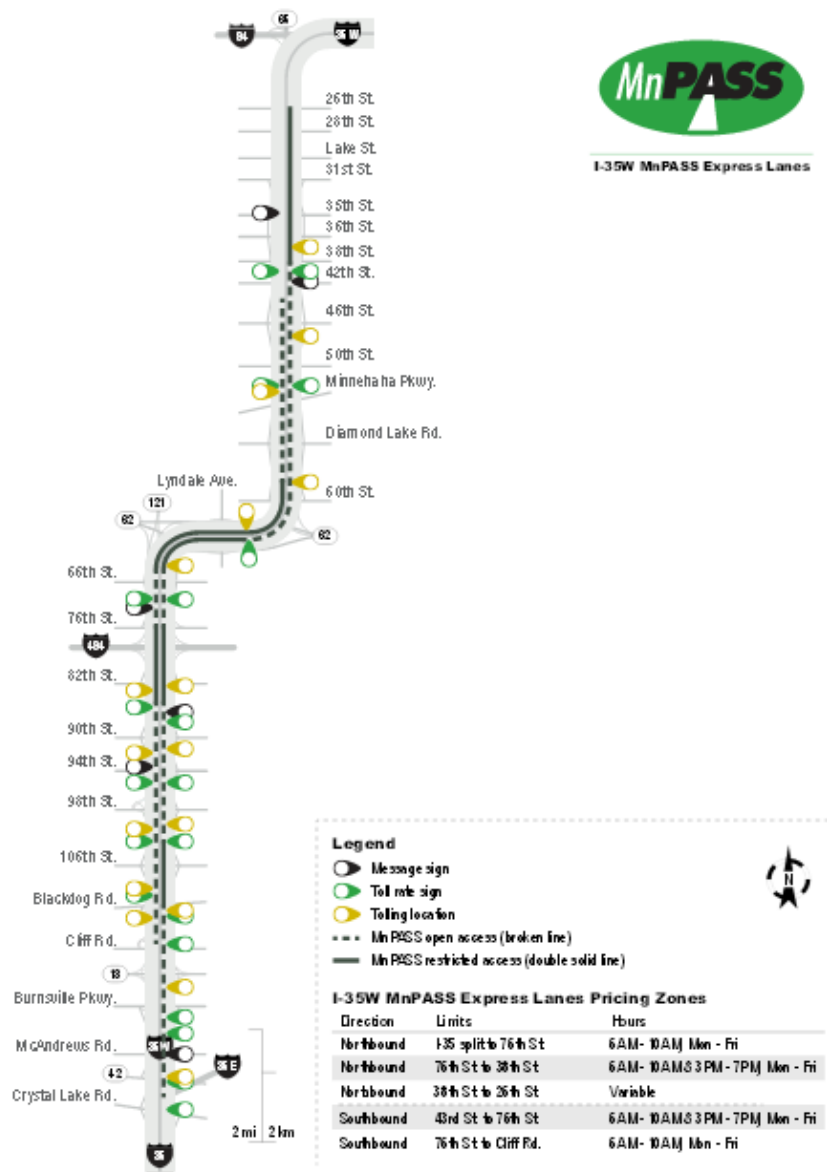 65
94
35W
MnPASS
I-35W MnPASS Express Lanes
26th St.
28th St.
Lake St.
31st St.
35th St.
36th St.
38th St.
42th St.
46th St.
50th St.
Minnehaha Pkwy.
Diamond Lake Rd.
60th St.
Lyndale Ave.
121
62
62
66th St.
76th St.
494
82th St.
90th St.
94th St.
98th St.
106th St.
Blackdog Rd.
Cliff Rd.
13
Burnsville Pkwy.
McAndrews Rd.
35W
35E
42
Crystal Lake Rd.
2 mi 2 km
35
Legend
Message sign
Toll rate sign
Tolling location
MnPASS open access (broken line)
MnPASS restricted access (double solid line)
N
I-35W MnPASS Express Lanes Pricing Zones
Direction Limits Hours
Northbound I-35 split to 76th St 6AM - 10AM, Mon - Fri
Northbound 76th St to 38th St 6AM - 10AM & 3PM - 7PM, Mon - Fri
Northbound 38th St to 26th St Variable
Southbound 43rd St to 76th St 6AM - 10AM & 3PM - 7PM, Mon - Fri
Southbound 76th St to Cliff Rd. 6AM - 10AM, Mon - Fri